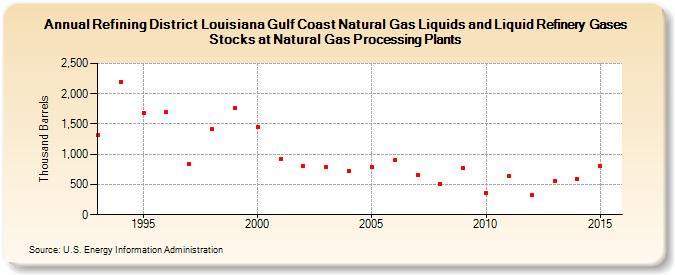 Annual Refining District Louisiana Gulf Coast Natural Gas Liquids and Liquid Refinery Gases
Stocks at Natural Gas Processing Plants
Thousand Barrels
2,500
2,000
1,500
1,000
500
0
1995 2000 2005 2010 2015
Source: U.S. Energy Information Administration